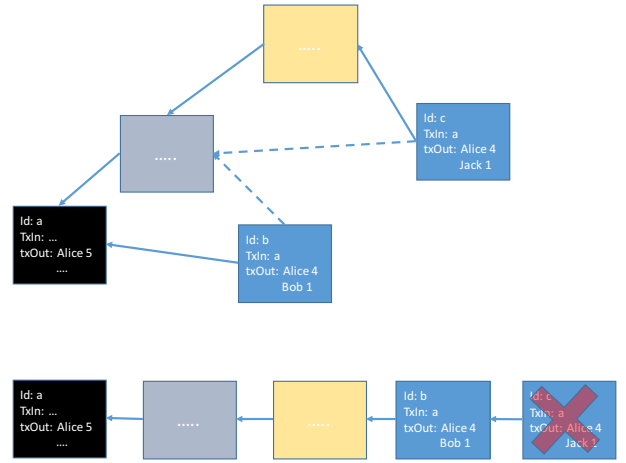 .....
Id: c
TxIn: a
txOut: Alice 4
Jack 1
.....
Id: a
TxIn: ...
txOut: Alice 5
....
Id: b
TxIn: a
txOut: Alice 4
Bob 1
Id: a
TxIn: ...
txOut: Alice 5
....
.....
.....
Id: b
TxIn: a
txOut: Alice 4
Bob 1
Id: c
TxIn: a
txOut: Alice 4
Jack 1